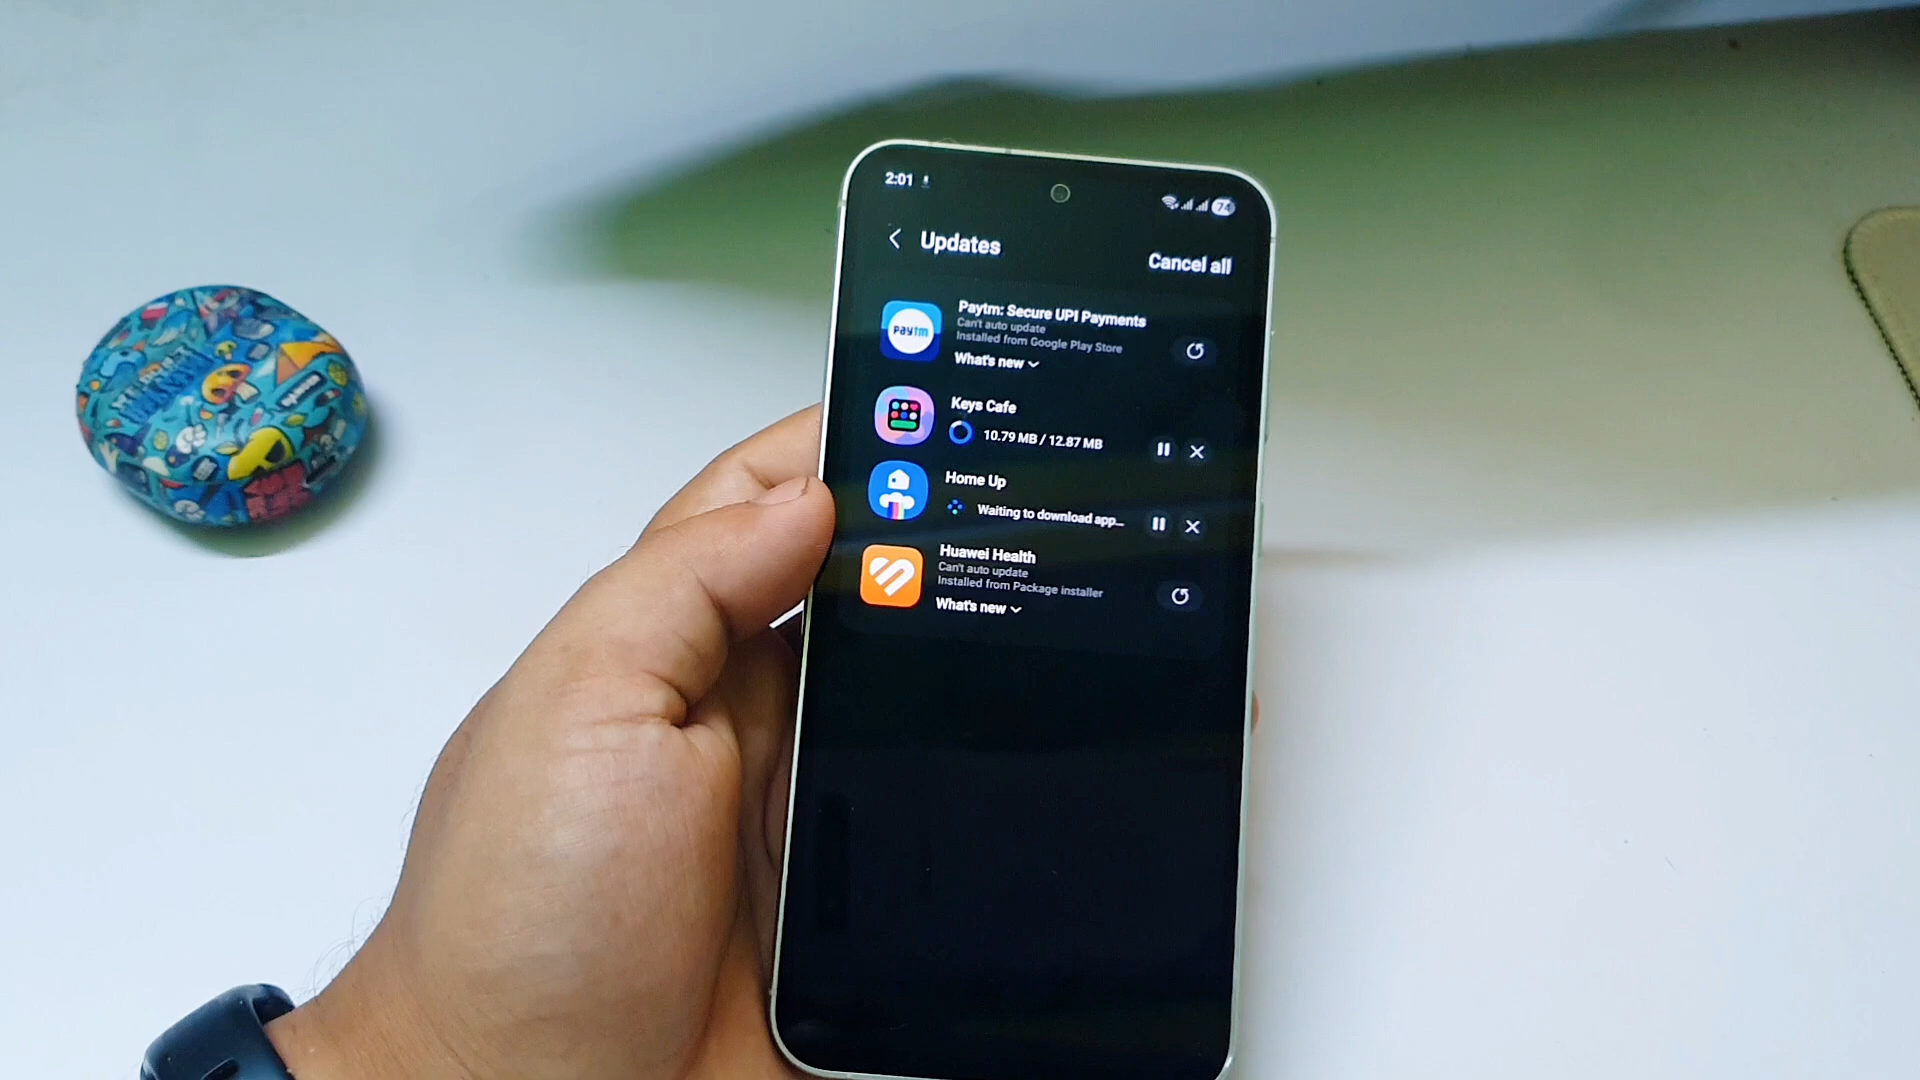 2:01
74
Updates
Cancel all
Paytm: Secure UPI Payments
Can't auto update
Installed from Google Play Store
What's new
paytm
Keys Cafe
10.79 MB / 12.87 MB
Home Up
Waiting to download app...
Huawei Health
Can't auto update
Installed from Package installer
What's new